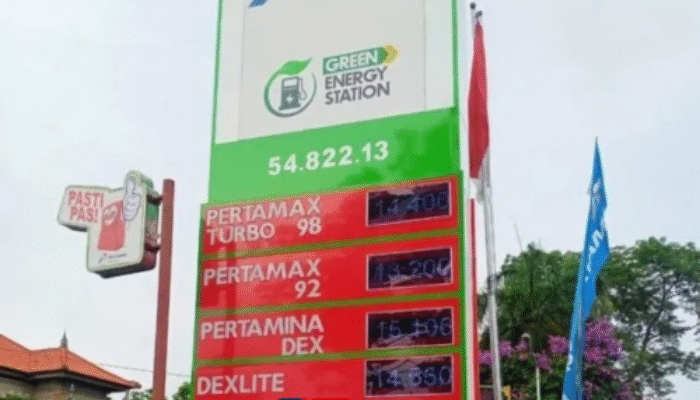 GREEN
ENERGY
STATION
54.822.13
PASTI
PAS!
PERTAMAX
TURBO 98
14,400
PERTAMAX
92
13,200
PERTAMINA
DEX
15,100
DEXLITE
14,550